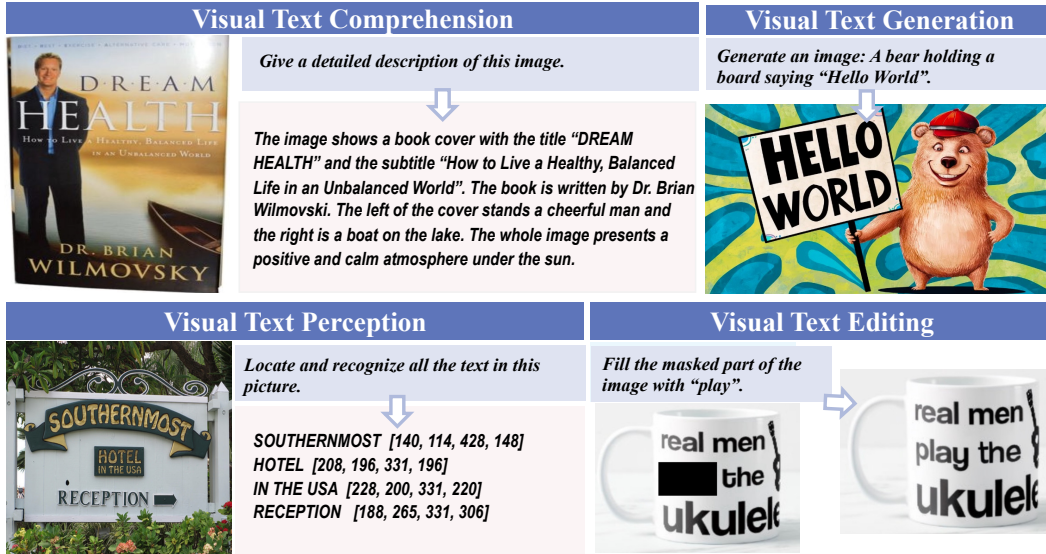 Visual Text Comprehension
Give a detailed description of this image.
DREAM
HEALTH
HOW TO LIVE A HEALTHY, BALANCED LIFE
IN AN UNBALANCED WORLD
DR. BRIAN
WILMOVSKY
The image shows a book cover with the title “DREAM
HEALTH” and the subtitle “How to Live a Healthy, Balanced
Life in an Unbalanced World”. The book is written by Dr. Brian
Wilmovski. The left of the cover stands a cheerful man and
the right is a boat on the lake. The whole image presents a
positive and calm atmosphere under the sun.
Visual Text Generation
Generate an image: A bear holding a
board saying “Hello World”.
HELLO
WORLD
Visual Text Perception
Locate and recognize all the text in this
picture.
SOUTHERNMOST
HOTEL
IN THE USA
RECEPTION
SOUTHERNMOST [140, 114, 428, 148]
HOTEL [208, 196, 331, 196]
IN THE USA [228, 200, 331, 220]
RECEPTION [188, 265, 331, 306]
Visual Text Editing
Fill the masked part of the
image with “play”.
real men
the
ukulele
real men
play the
ukulele